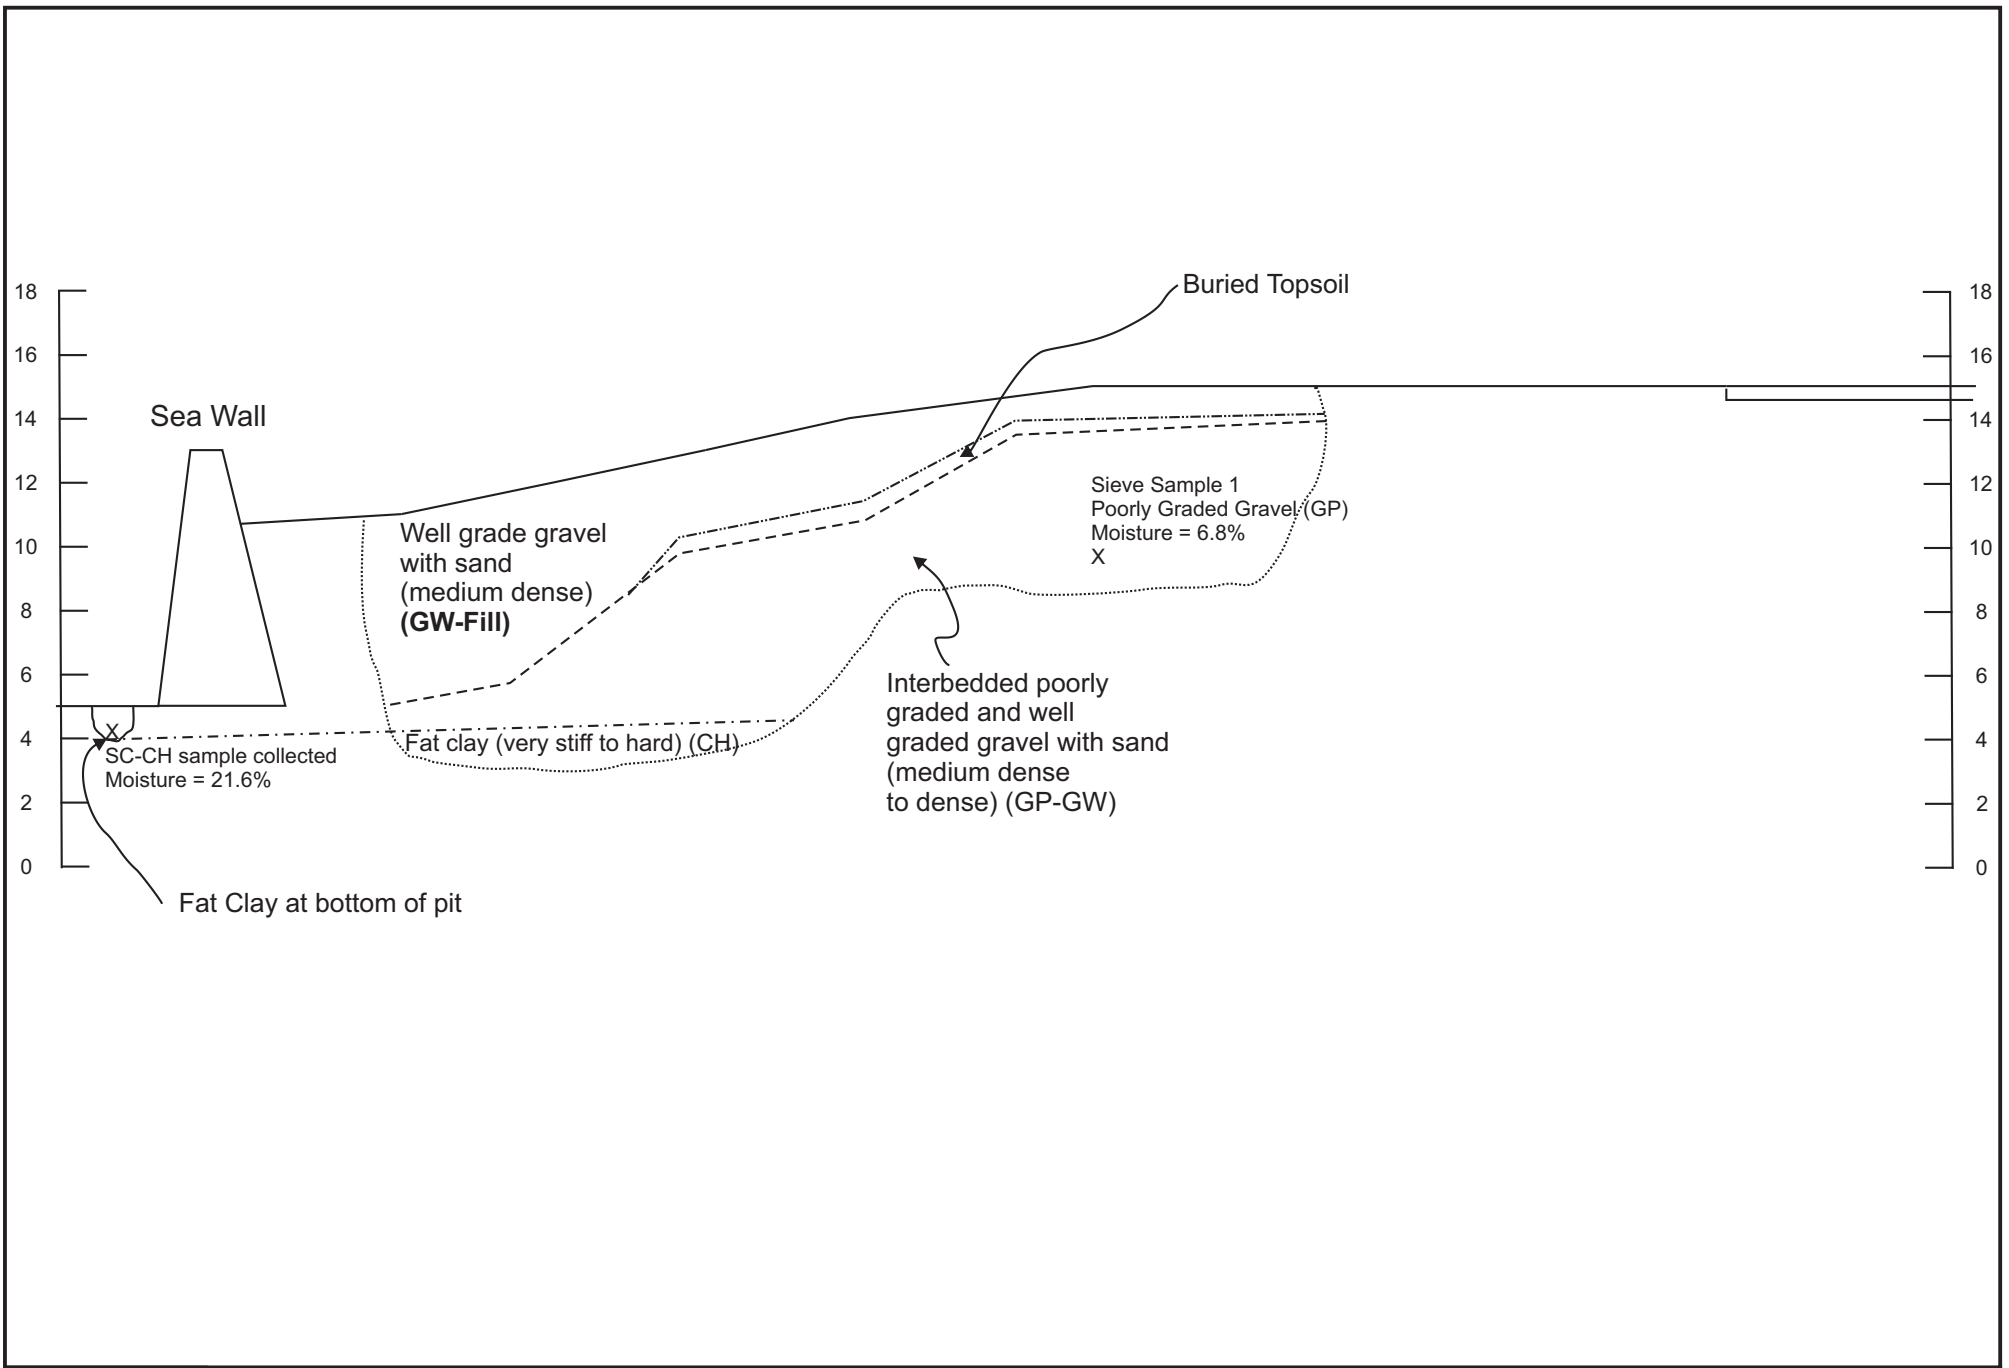 Buried Topsoil
18
16
14
12
10
8
6
4
2
0
18
16
14
12
10
8
6
4
2
0
Sea Wall
Well grade gravel
with sand
(medium dense)
(GW-Fill)
Sieve Sample 1
Poorly Graded Gravel (GP)
Moisture = 6.8%
X
Interbedded poorly
graded and well
graded gravel with sand
(medium dense
to dense) (GP-GW)
X
Fat clay (very stiff to hard) (CH)
SC-CH sample collected
Moisture = 21.6%
Fat Clay at bottom of pit